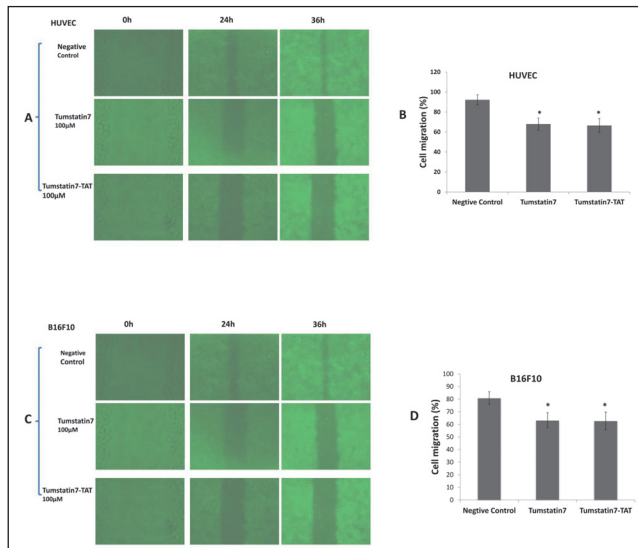 HUVEC
0h
24h
36h
Negative
Control
A
Tumstatin7
100μM
Tumstatin7-TAT
100μM
B
HUVEC
Cell migration (%)
120
100
80
60
40
20
0
*
*
Negtive Control
Tumstatin7
Tumstatin7-TAT
B16F10
0h
24h
36h
Negative
Control
C
Tumstatin7
100μM
Tumstatin7-TAT
100μM
D
B16F10
Cell migration (%)
100
90
80
70
60
50
40
30
20
10
0
*
*
Negtive Control
Tumstatin7
Tumstatin7-TAT